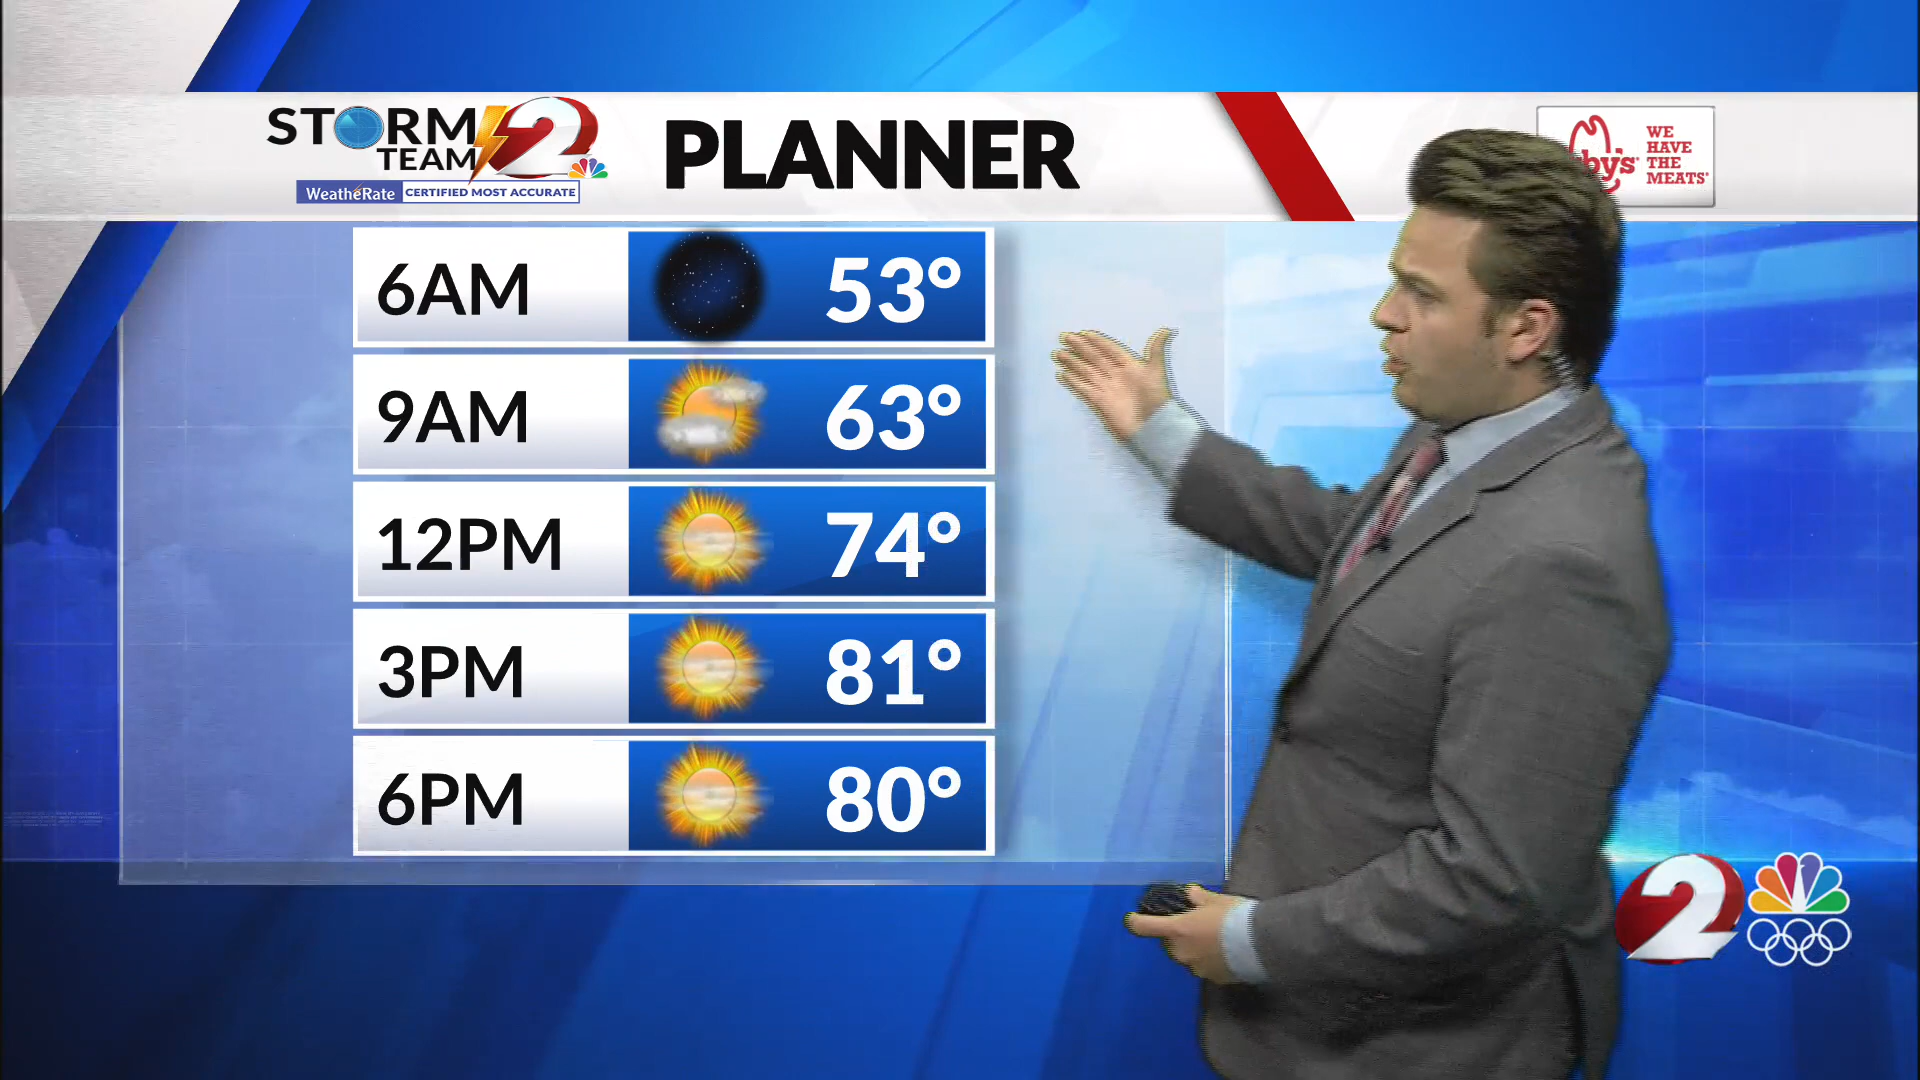 STORM
TEAM 2
WeatheRate CERTIFIED MOST ACCURATE
PLANNER
by's
WE
HAVE
THE
MEATS
6AM 53°
9AM 63°
12PM 74°
3PM 81°
6PM 80°
2